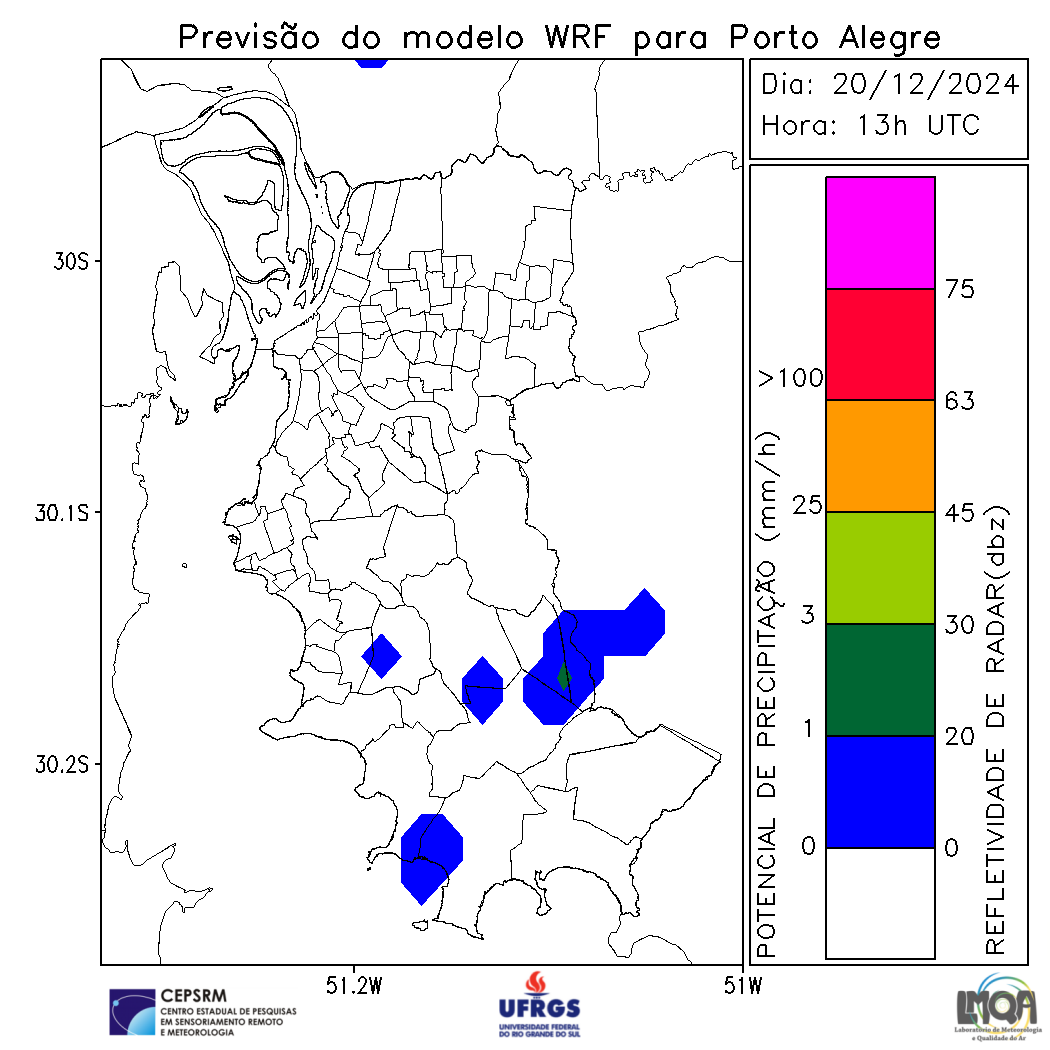 Previsão do modelo WRF para Porto Alegre
Dia: 20/12/2024
Hora: 13h UTC
30S
30.1S
30.2S
51.2W
51W
POTENCIAL DE PRECIPITAÇÃO (mm/h)
>100
25
3
1
0
75
63
45
30
20
0
REFLETIVIDADE DE RADAR(dbz)
CEPSRM
CENTRO ESTADUAL DE PESQUISAS
EM SENSORIAMENTO REMOTO
E METEOROLOGIA
UFRGS
UNIVERSIDADE FEDERAL
DO RIO GRANDE DO SUL
LMQA
Laboratório de Meteorologia
e Qualidade do Ar